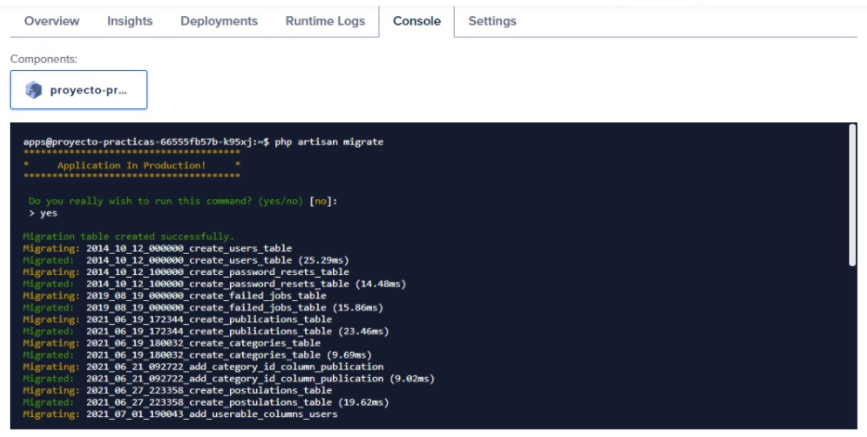 Overview Insights Deployments Runtime Logs Console Settings
Components:
proyecto-pr...
apps@proyecto-practicas-66555fb57b-k95xj:~$ php artisan migrate
**************************************
* Application In Production! *
**************************************
Do you really wish to run this command? (yes/no) [no]:
> yes
Migration table created successfully.
Migrating: 2014_10_12_000000_create_users_table
Migrated: 2014_10_12_000000_create_users_table (25.29ms)
Migrating: 2014_10_12_100000_create_password_resets_table
Migrated: 2014_10_12_100000_create_password_resets_table (14.48ms)
Migrating: 2019_08_19_000000_create_failed_jobs_table
Migrated: 2019_08_19_000000_create_failed_jobs_table (15.86ms)
Migrating: 2021_06_19_172344_create_publications_table
Migrated: 2021_06_19_172344_create_publications_table (23.46ms)
Migrating: 2021_06_19_180032_create_categories_table
Migrated: 2021_06_19_180032_create_categories_table (9.69ms)
Migrating: 2021_06_21_092722_add_category_id_column_publication
Migrated: 2021_06_21_092722_add_category_id_column_publication (9.02ms)
Migrating: 2021_06_27_223358_create_postulations_table
Migrated: 2021_06_27_223358_create_postulations_table (19.62ms)
Migrating: 2021_07_01_190043_add_userable_columns_users